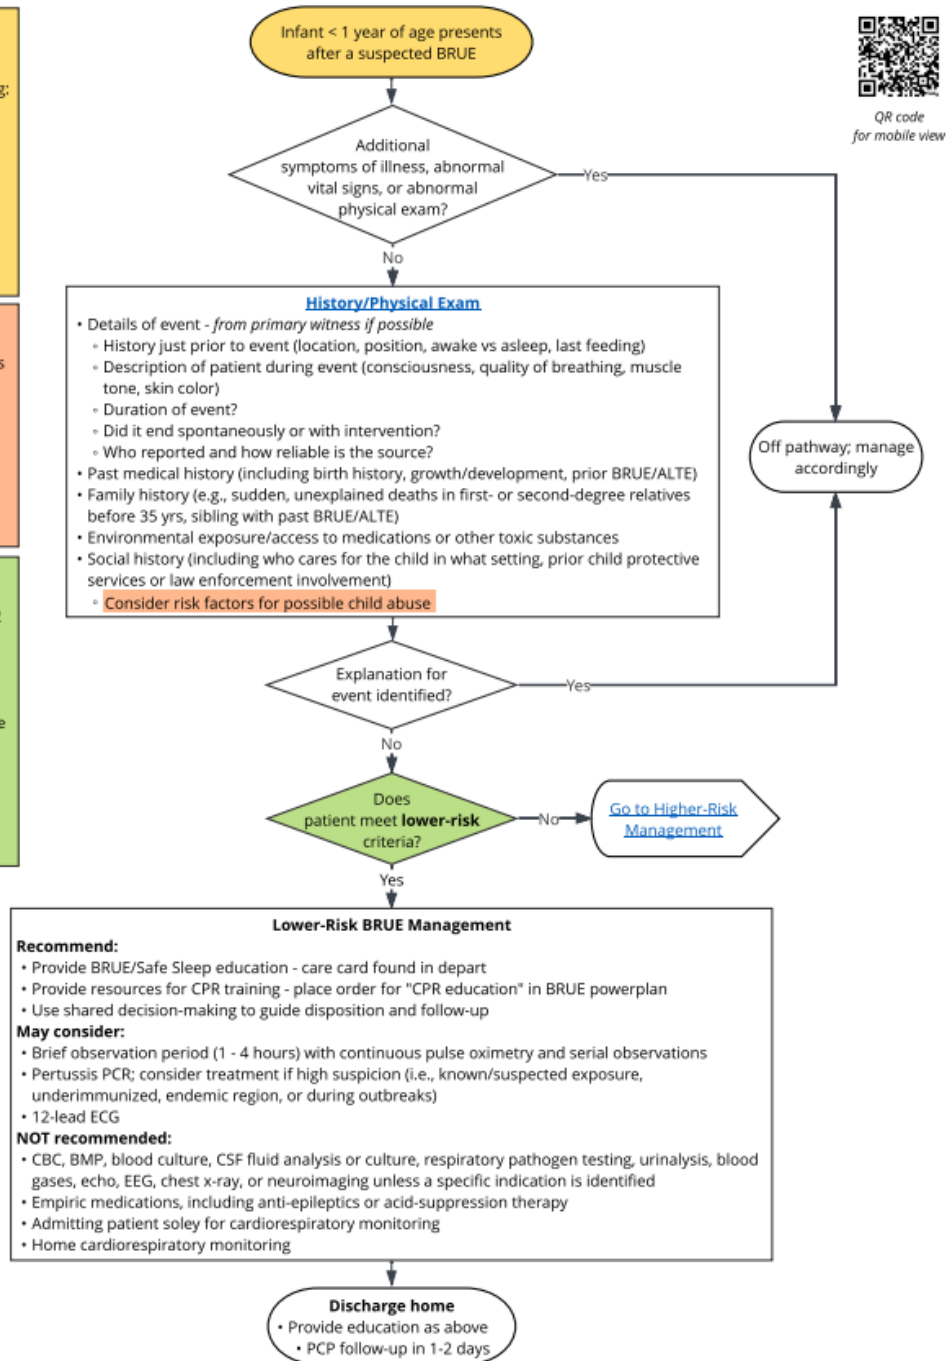 Infant < 1 year of age presents
after a suspected BRUE
QR code
for mobile view
g:
Additional
symptoms of illness, abnormal
vital signs, or abnormal
physical exam?
Yes
No
History/Physical Exam
• Details of event - from primary witness if possible
◦ History just prior to event (location, position, awake vs asleep, last feeding)
◦ Description of patient during event (consciousness, quality of breathing, muscle
tone, skin color)
◦ Duration of event?
◦ Did it end spontaneously or with intervention?
◦ Who reported and how reliable is the source?
• Past medical history (including birth history, growth/development, prior BRUE/ALTE)
• Family history (e.g., sudden, unexplained deaths in first- or second-degree relatives
before 35 yrs, sibling with past BRUE/ALTE)
• Environmental exposure/access to medications or other toxic substances
• Social history (including who cares for the child in what setting, prior child protective
services or law enforcement involvement)
◦ Consider risk factors for possible child abuse
s
Off pathway; manage
accordingly
Explanation for
event identified?
Yes
No
e
Does
patient meet lower-risk
criteria?
No
Go to Higher-Risk
Management
Yes
Lower-Risk BRUE Management
Recommend:
• Provide BRUE/Safe Sleep education - care card found in depart
• Provide resources for CPR training - place order for "CPR education" in BRUE powerplan
• Use shared decision-making to guide disposition and follow-up
May consider:
• Brief observation period (1 - 4 hours) with continuous pulse oximetry and serial observations
• Pertussis PCR; consider treatment if high suspicion (i.e., known/suspected exposure,
underimmunized, endemic region, or during outbreaks)
• 12-lead ECG
NOT recommended:
• CBC, BMP, blood culture, CSF fluid analysis or culture, respiratory pathogen testing, urinalysis, blood
gases, echo, EEG, chest x-ray, or neuroimaging unless a specific indication is identified
• Empiric medications, including anti-epileptics or acid-suppression therapy
• Admitting patient soley for cardiorespiratory monitoring
• Home cardiorespiratory monitoring
Discharge home
• Provide education as above
• PCP follow-up in 1-2 days